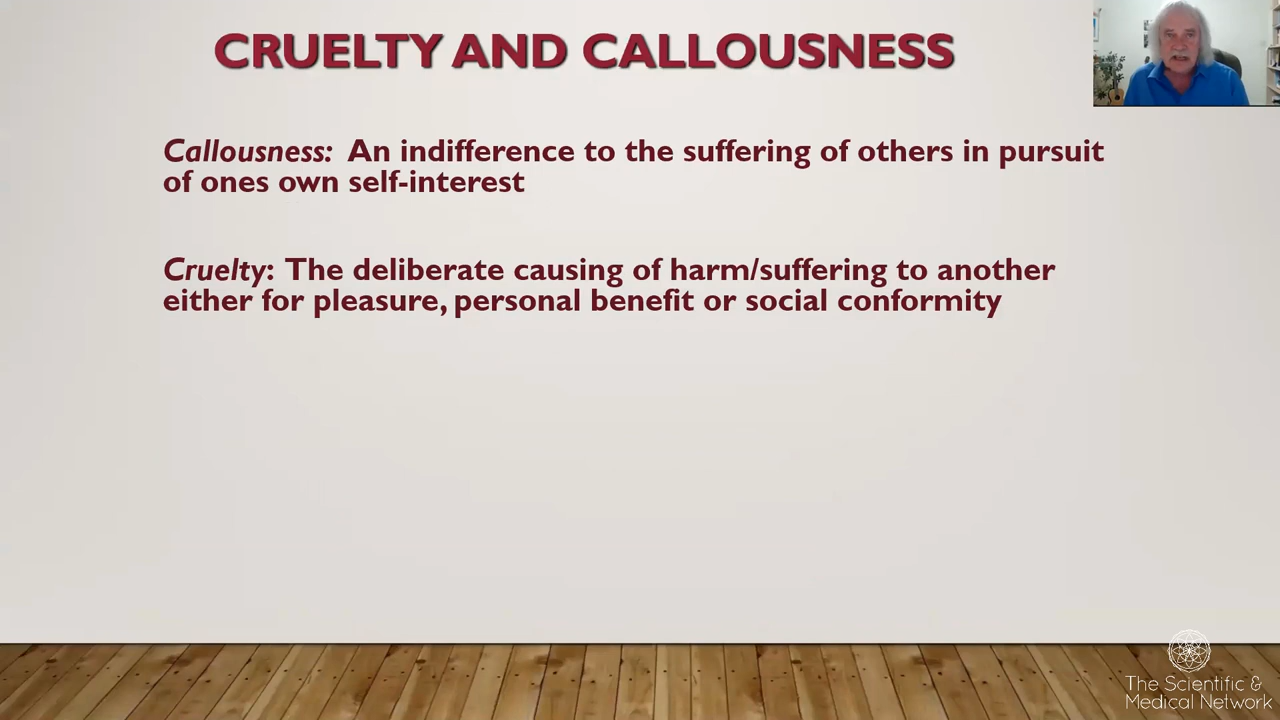 CRUELTY AND CALLOUSNESS
Callousness: An indifference to the suffering of others in pursuit
of ones own self-interest
Cruelty: The deliberate causing of harm/suffering to another
either for pleasure, personal benefit or social conformity
The Scientific &
Medical Network